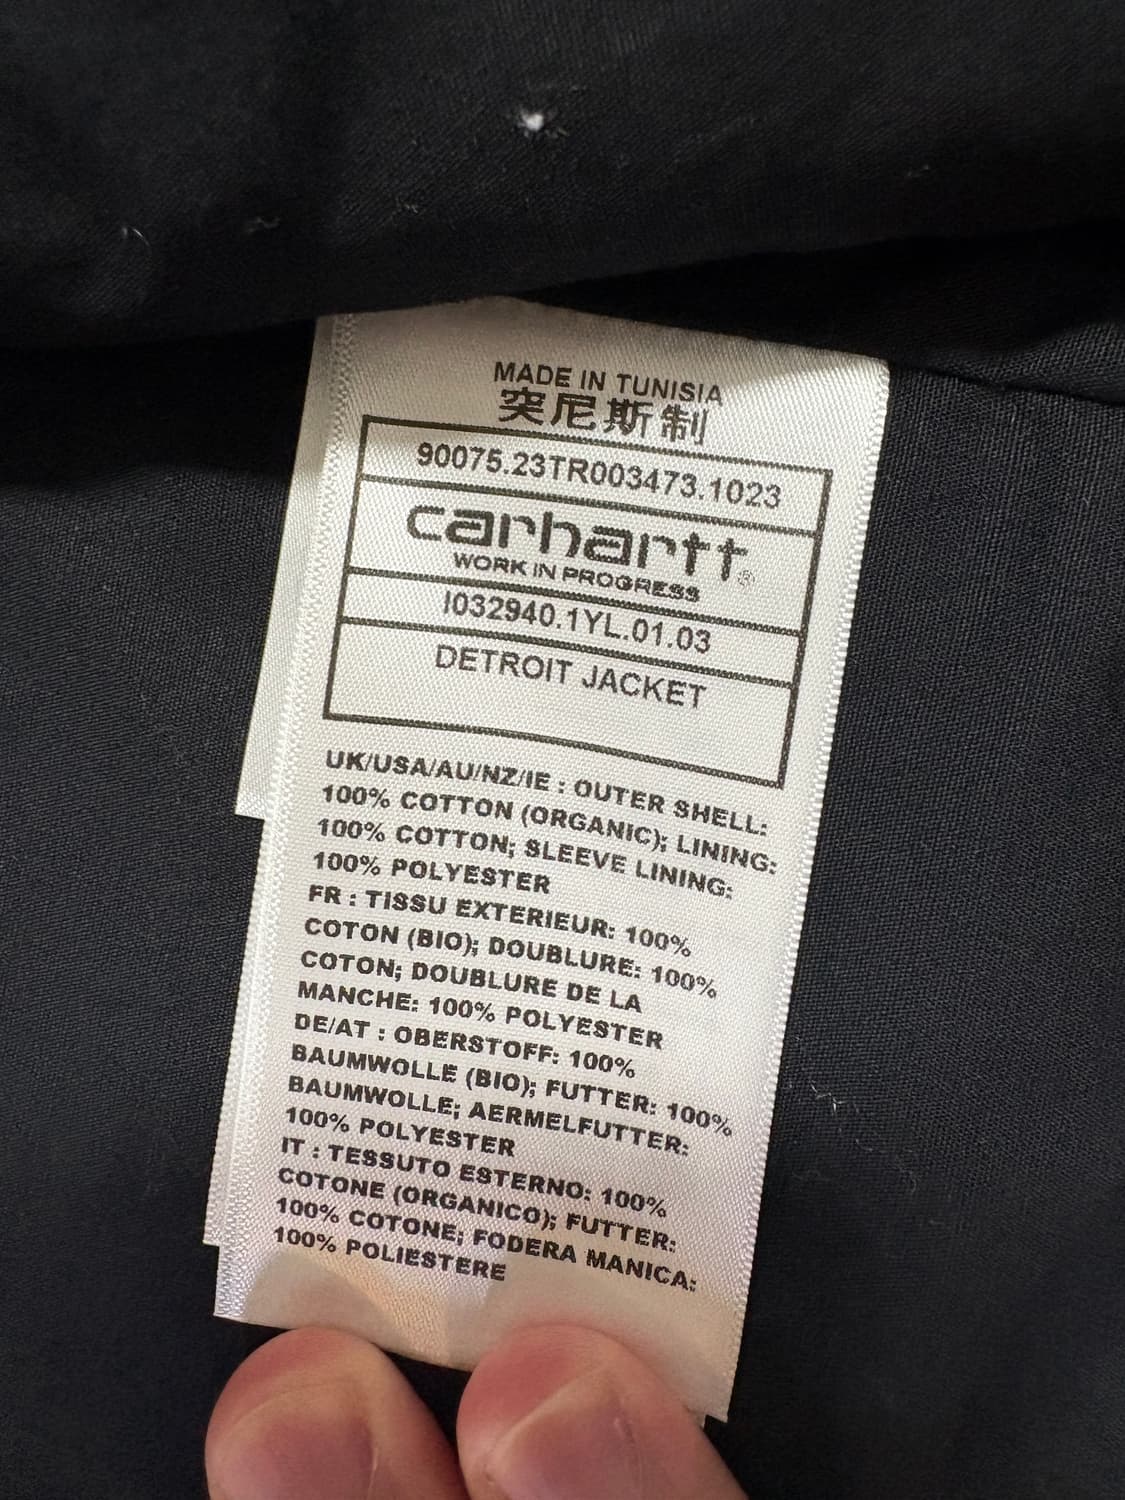 MADE IN TUNISIA
突尼斯制
90075.23TR003473.1023
carhartt®
WORK IN PROGRESS
I032940.1YL.01.03
DETROIT JACKET
UK/USA/AU/NZ/IE : OUTER SHELL:
100% COTTON (ORGANIC); LINING:
100% COTTON; SLEEVE LINING:
100% POLYESTER
FR : TISSU EXTERIEUR: 100%
COTON (BIO); DOUBLURE: 100%
COTON; DOUBLURE DE LA
MANCHE: 100% POLYESTER
DE/AT : OBERSTOFF: 100%
BAUMWOLLE (BIO); FUTTER: 100%
BAUMWOLLE; AERMELFUTTER:
100% POLYESTER
IT : TESSUTO ESTERNO: 100%
COTONE (ORGANICO); FUTTER:
100% COTONE; FODERA MANICA:
100% POLIESTERE